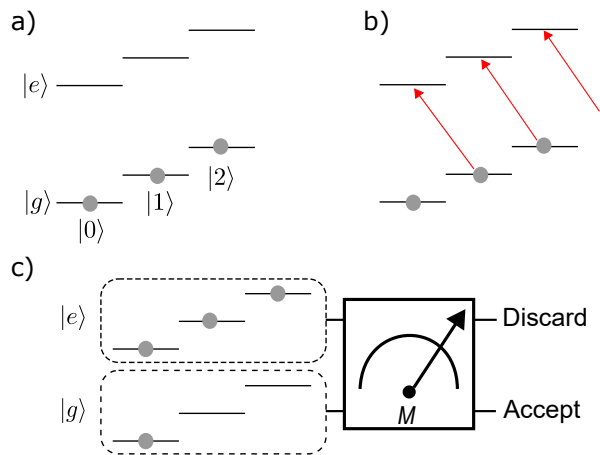 a)
b)
|e⟩
|g⟩
|0⟩
|1⟩
|2⟩
c)
|e⟩
|g⟩
M
Discard
Accept